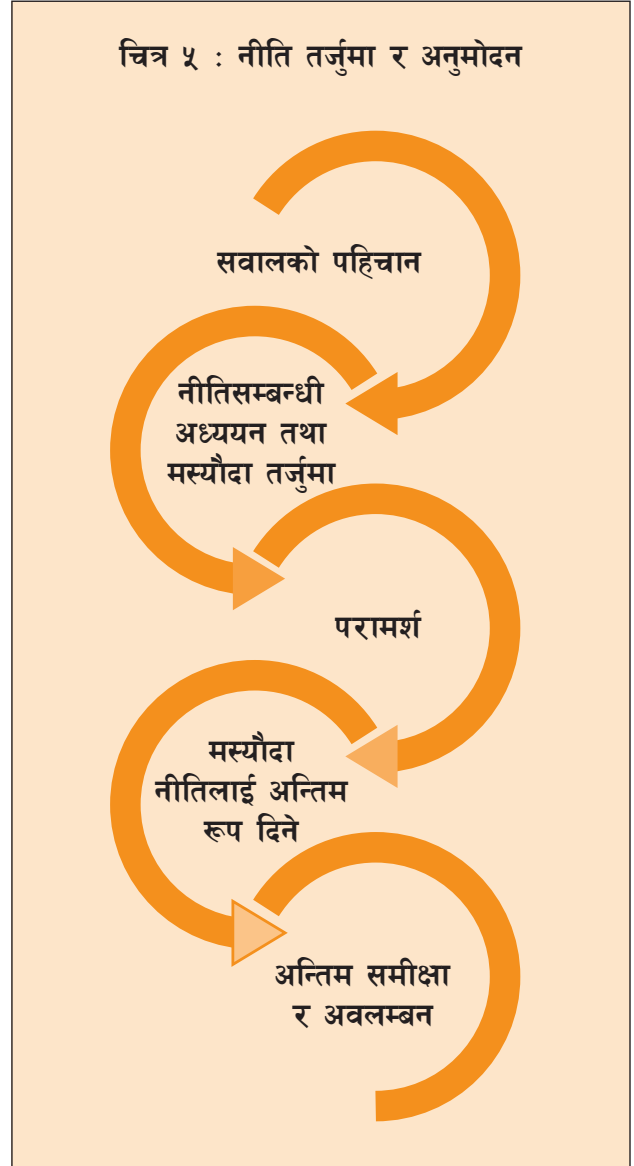 चित्र ५ : नीति तर्जुमा र अनुमोदन
सवालको पहिचान
नीतिसम्बन्धी
अध्ययन तथा
मस्यौदा तर्जुमा
परामर्श
मस्यौदा
नीतिलाई अन्तिम
रूप दिने
अन्तिम समीक्षा
र अवलम्बन